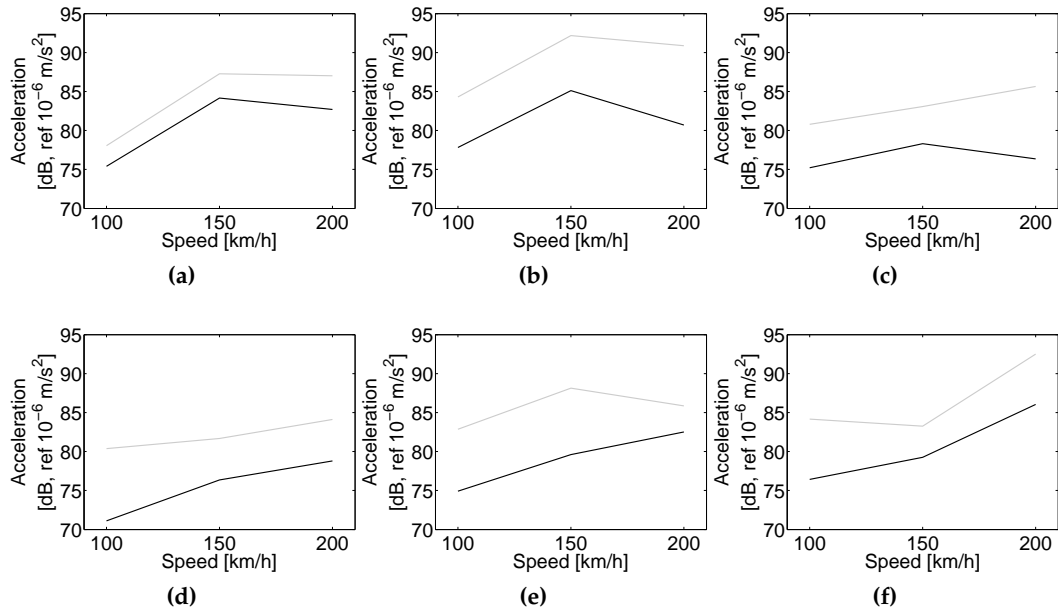 95
90
85
80
75
70
100 150 200
Speed [km/h]
Acceleration
[dB, ref 10⁻⁶ m/s²]
(a)
95
90
85
80
75
70
100 150 200
Speed [km/h]
Acceleration
[dB, ref 10⁻⁶ m/s²]
(b)
95
90
85
80
75
70
100 150 200
Speed [km/h]
Acceleration
[dB, ref 10⁻⁶ m/s²]
(c)
95
90
85
80
75
70
100 150 200
Speed [km/h]
Acceleration
[dB, ref 10⁻⁶ m/s²]
(d)
95
90
85
80
75
70
100 150 200
Speed [km/h]
Acceleration
[dB, ref 10⁻⁶ m/s²]
(e)
95
90
85
80
75
70
100 150 200
Speed [km/h]
Acceleration
[dB, ref 10⁻⁶ m/s²]
(f)